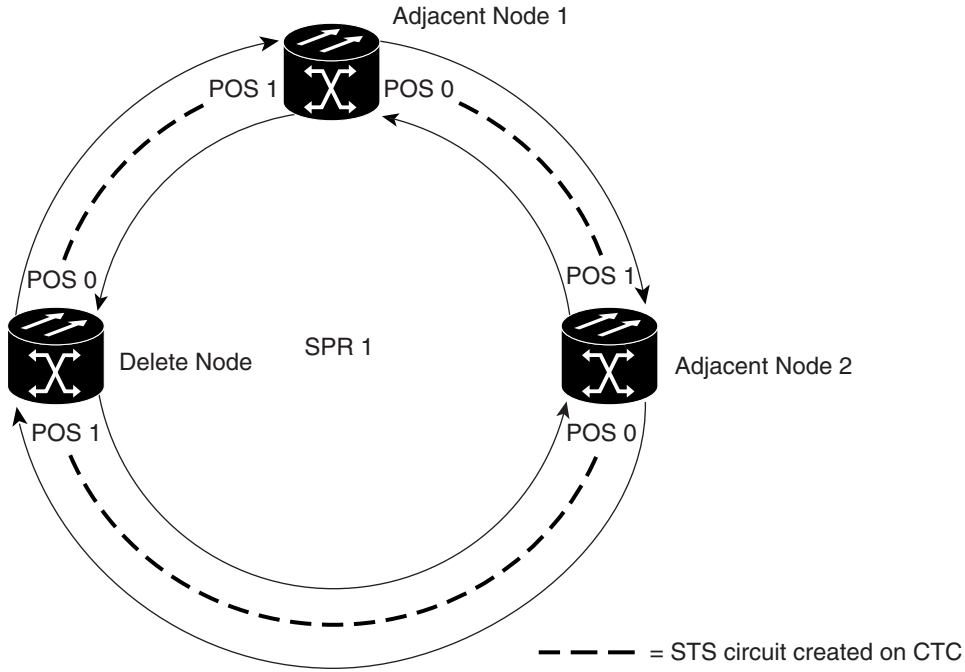 Adjacent Node 1
POS 1
POS 0
POS 0
POS 1
SPR 1
Delete Node
Adjacent Node 2
POS 1
POS 0
= STS circuit created on CTC